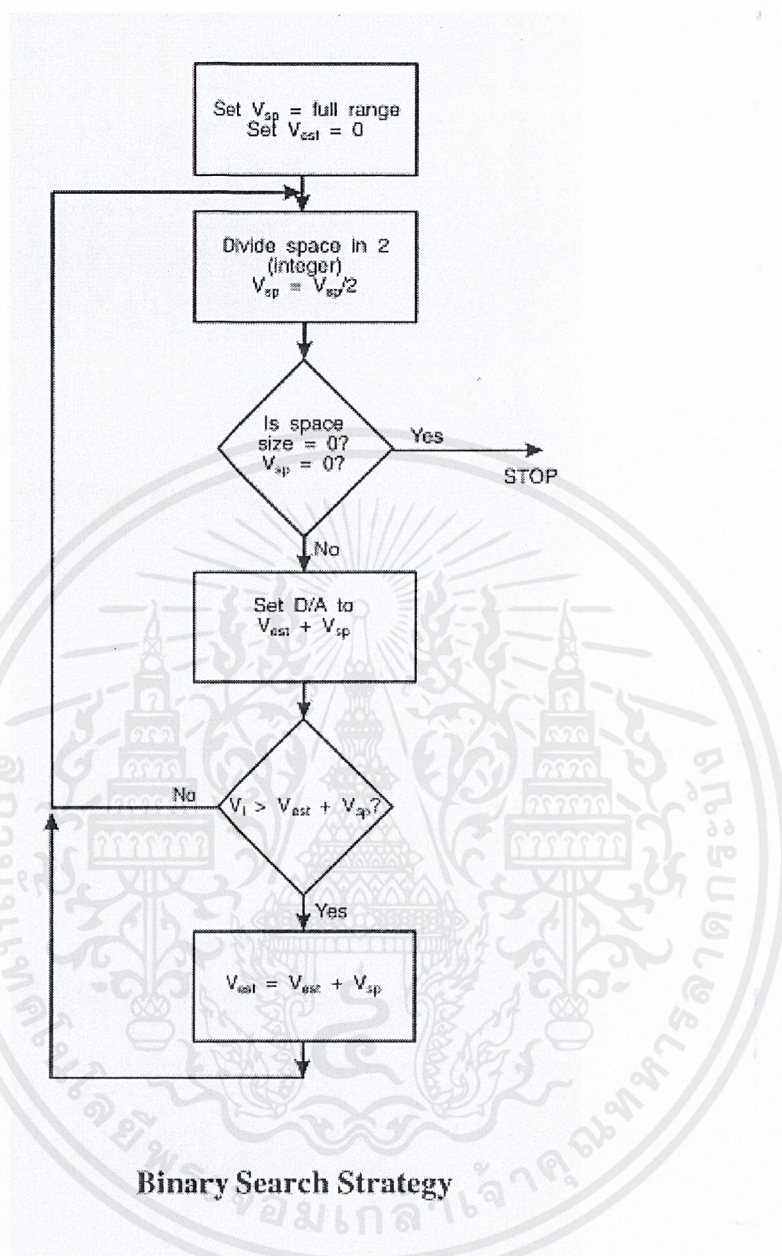 Set V_sp = full range
Set V_est = 0
Divide space in 2
(integer)
V_sp = V_sp/2
Is space
size = 0?
V_sp = 0?
Yes
STOP
No
Set D/A to
V_est + V_sp
V_I > V_est + V_sp?
No
Yes
V_est = V_est + V_sp
Binary Search Strategy